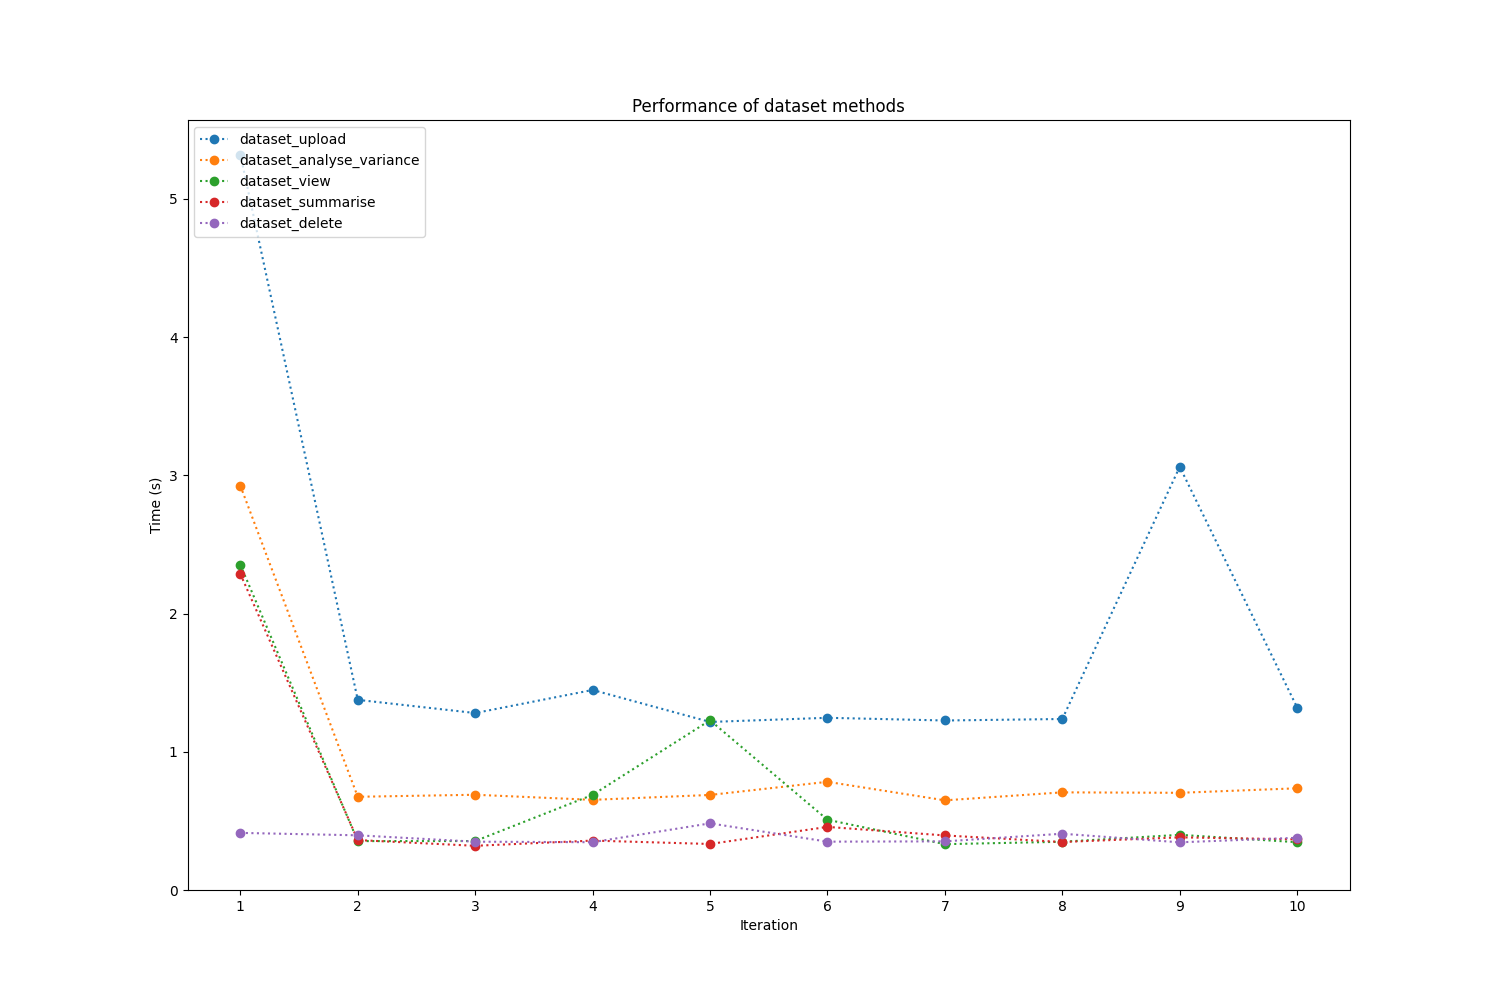 Performance of dataset methods
dataset_upload
dataset_analyse_variance
dataset_view
dataset_summarise
dataset_delete
Time (s)
5
4
3
2
1
0
1 2 3 4 5 6 7 8 9 10
Iteration